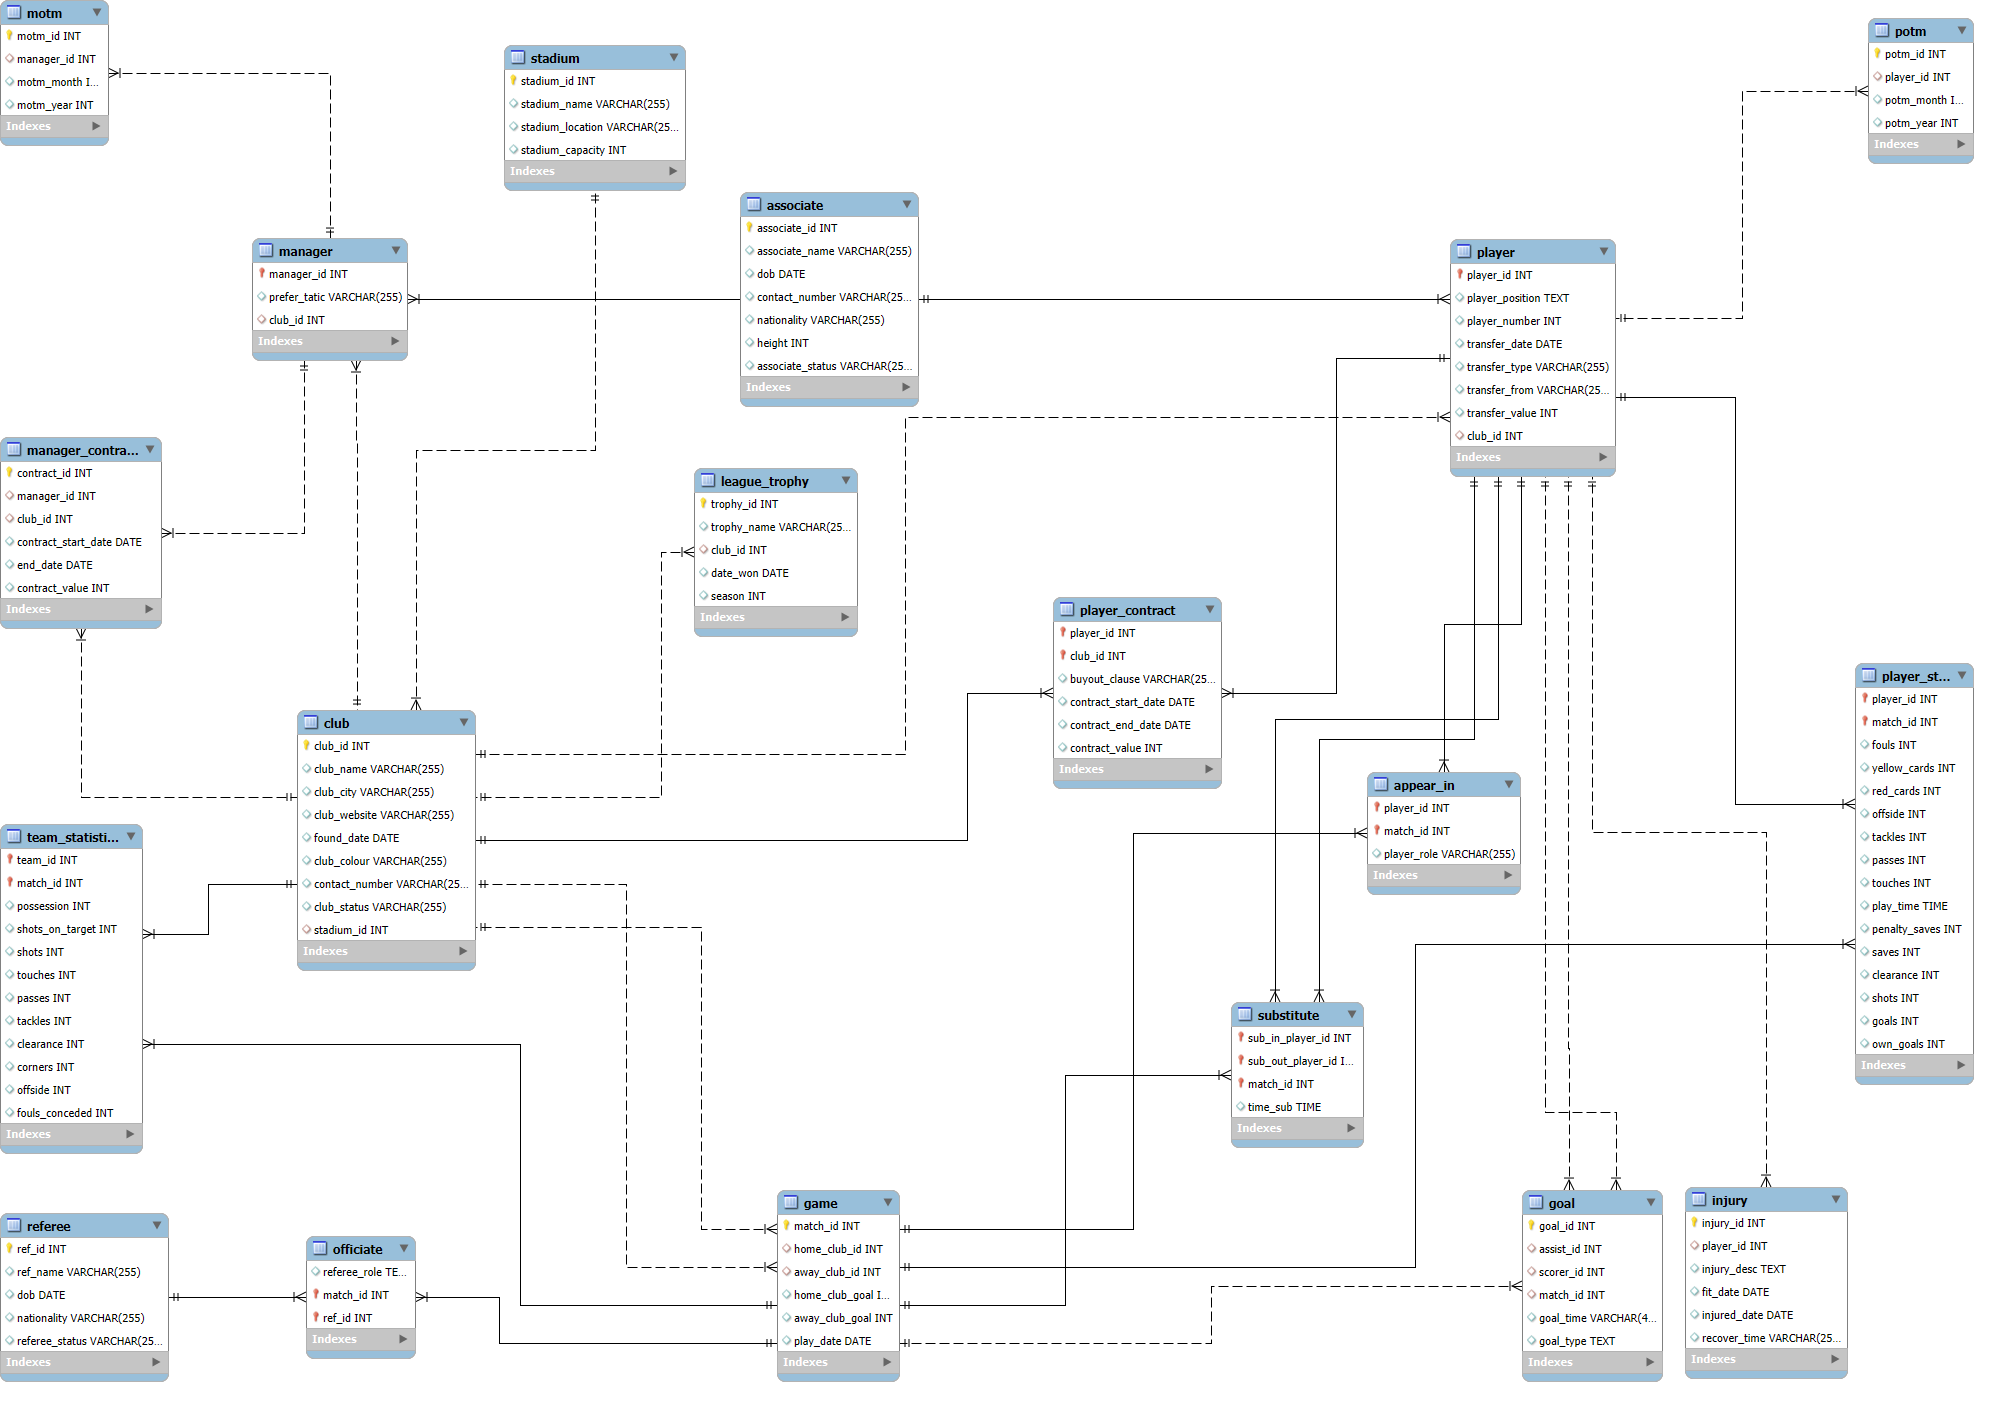 motm
motm_id INT
manager_id INT
motm_month I...
motm_year INT
Indexes
stadium
stadium_id INT
stadium_name VARCHAR(255)
stadium_location VARCHAR(25...
stadium_capacity INT
Indexes
potm
potm_id INT
player_id INT
potm_month I...
potm_year INT
Indexes
manager
manager_id INT
prefer_tatic VARCHAR(255)
club_id INT
Indexes
associate
associate_id INT
associate_name VARCHAR(255)
dob DATE
contact_number VARCHAR(25...
nationality VARCHAR(255)
height INT
associate_status VARCHAR(25...
Indexes
player
player_id INT
player_position TEXT
player_number INT
transfer_date DATE
transfer_type VARCHAR(255)
transfer_from VARCHAR(25...
transfer_value INT
club_id INT
Indexes
manager_contra...
contract_id INT
manager_id INT
club_id INT
contract_start_date DATE
end_date DATE
contract_value INT
Indexes
league_trophy
trophy_id INT
trophy_name VARCHAR(25...
club_id INT
date_won DATE
season INT
Indexes
player_contract
player_id INT
club_id INT
buyout_clause VARCHAR(25...
contract_start_date DATE
contract_end_date DATE
contract_value INT
Indexes
club
club_id INT
club_name VARCHAR(255)
club_city VARCHAR(255)
club_website VARCHAR(255)
found_date DATE
club_colour VARCHAR(255)
contact_number VARCHAR(25...
club_status VARCHAR(255)
stadium_id INT
Indexes
appear_in
player_id INT
match_id INT
player_role VARCHAR(255)
Indexes
player_st...
player_id INT
match_id INT
fouls INT
yellow_cards INT
red_cards INT
offside INT
tackles INT
passes INT
touches INT
play_time TIME
penalty_saves INT
saves INT
clearance INT
shots INT
goals INT
own_goals INT
Indexes
team_statisti...
team_id INT
match_id INT
possession INT
shots_on_target INT
shots INT
touches INT
passes INT
tackles INT
clearance INT
corners INT
offside INT
fouls_conceded INT
Indexes
substitute
sub_in_player_id INT
sub_out_player_id I...
match_id INT
time_sub TIME
Indexes
referee
ref_id INT
ref_name VARCHAR(255)
dob DATE
nationality VARCHAR(255)
referee_status VARCHAR(25...
Indexes
officiate
referee_role TE...
match_id INT
ref_id INT
Indexes
game
match_id INT
home_club_id INT
away_club_id INT
home_club_goal I...
away_club_goal INT
play_date DATE
Indexes
goal
goal_id INT
assist_id INT
scorer_id INT
match_id INT
goal_time VARCHAR(4...
goal_type TEXT
Indexes
injury
injury_id INT
player_id INT
injury_desc TEXT
fit_date DATE
injured_date DATE
recover_time VARCHAR(25...
Indexes